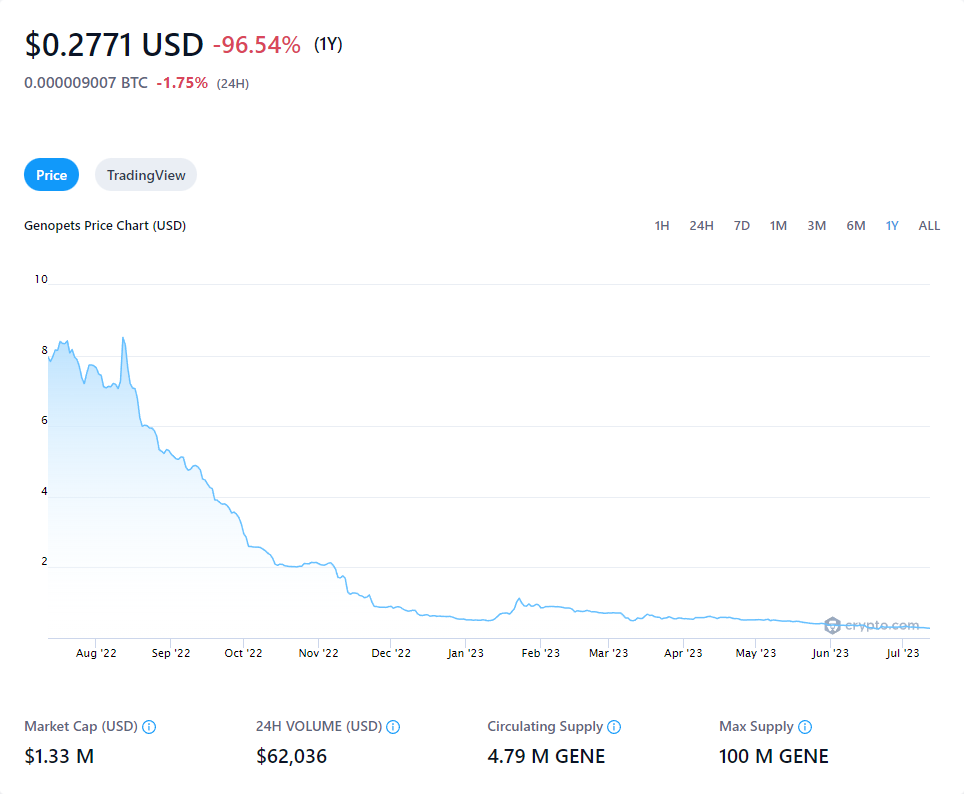 $0.2771 USD -96.54% (1Y)
0.000009007 BTC -1.75% (24H)
Price TradingView
Genopets Price Chart (USD) 1H 24H 7D 1M 3M 6M 1Y ALL
10
8
6
4
2
crypto.com
Aug '22 Sep '22 Oct '22 Nov '22 Dec '22 Jan '23 Feb '23 Mar '23 Apr '23 May '23 Jun '23 Jul '23
Market Cap (USD) 24H VOLUME (USD) Circulating Supply Max Supply
$1.33 M $62,036 4.79 M GENE 100 M GENE